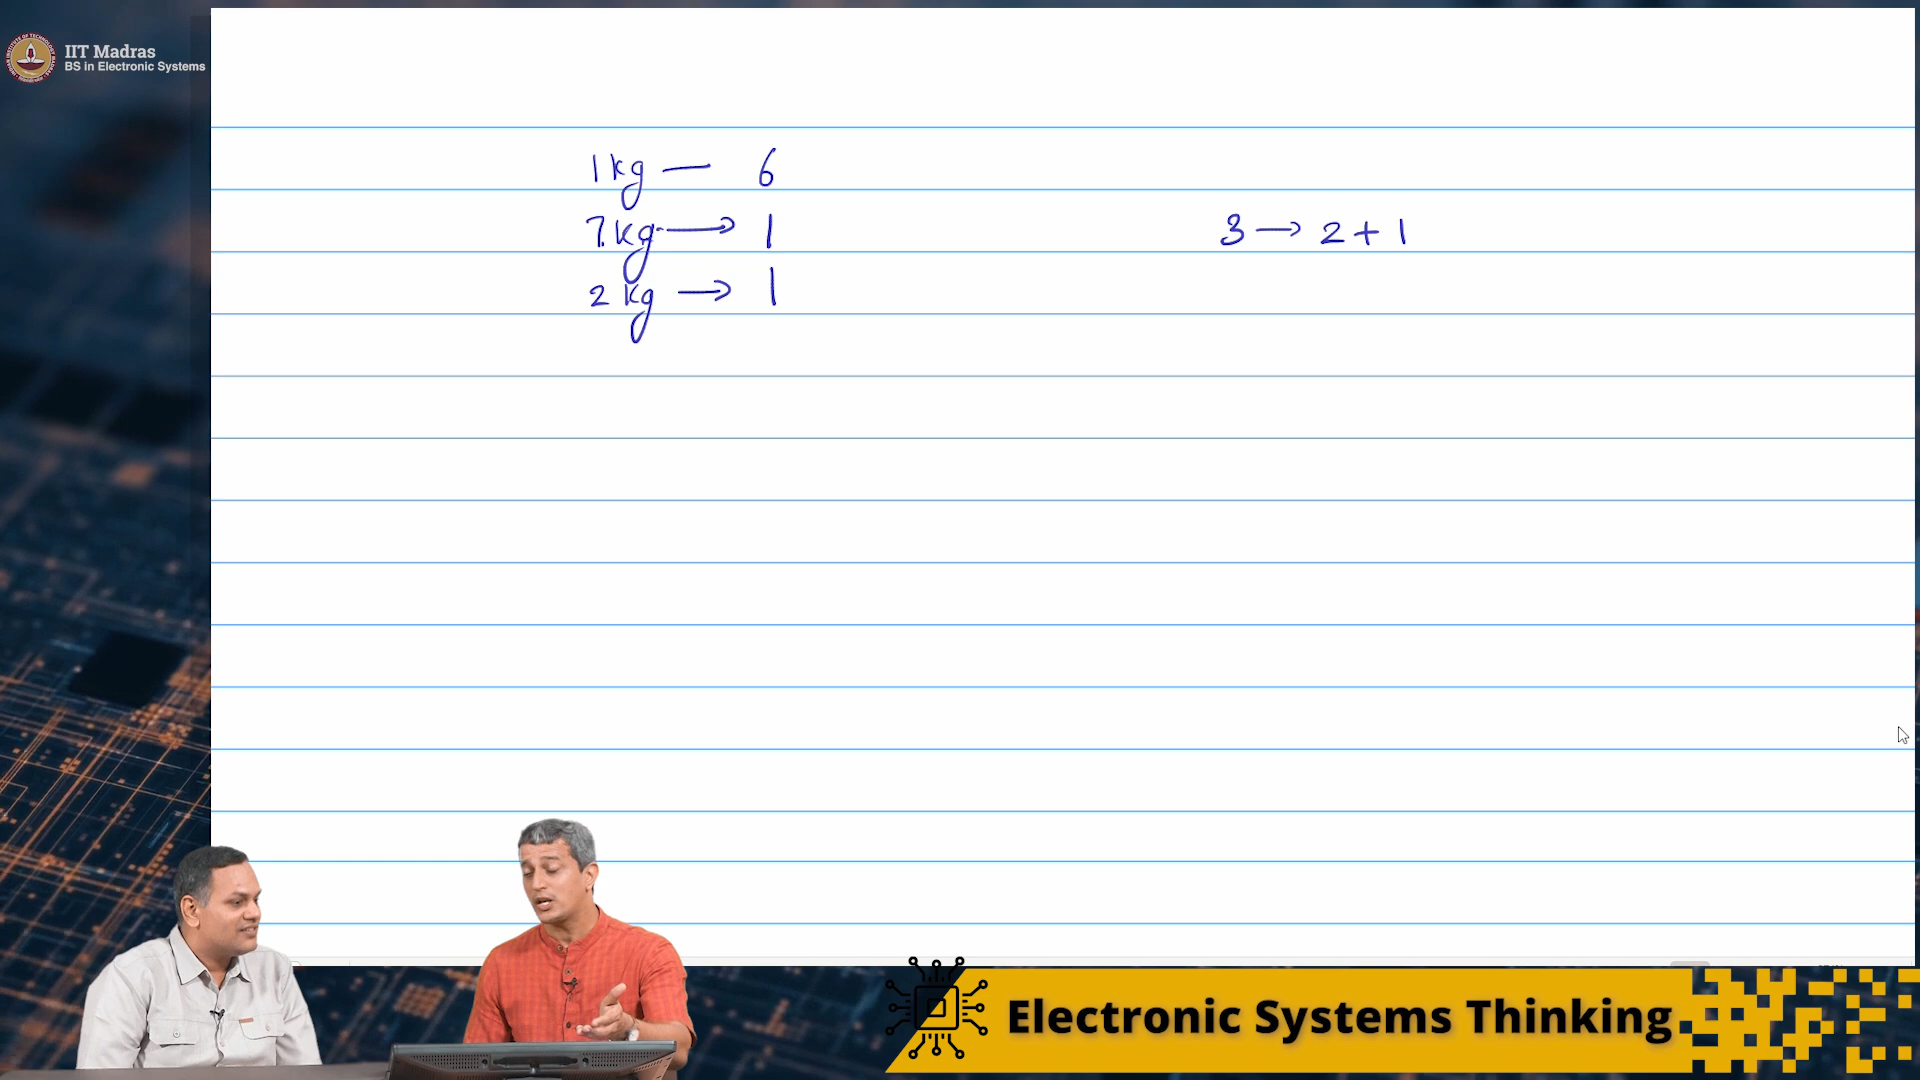 IIT Madras
BS in Electronic Systems
1 kg — 6
7 kg → 1
2 kg → 1
3 → 2 + 1
Electronic Systems Thinking